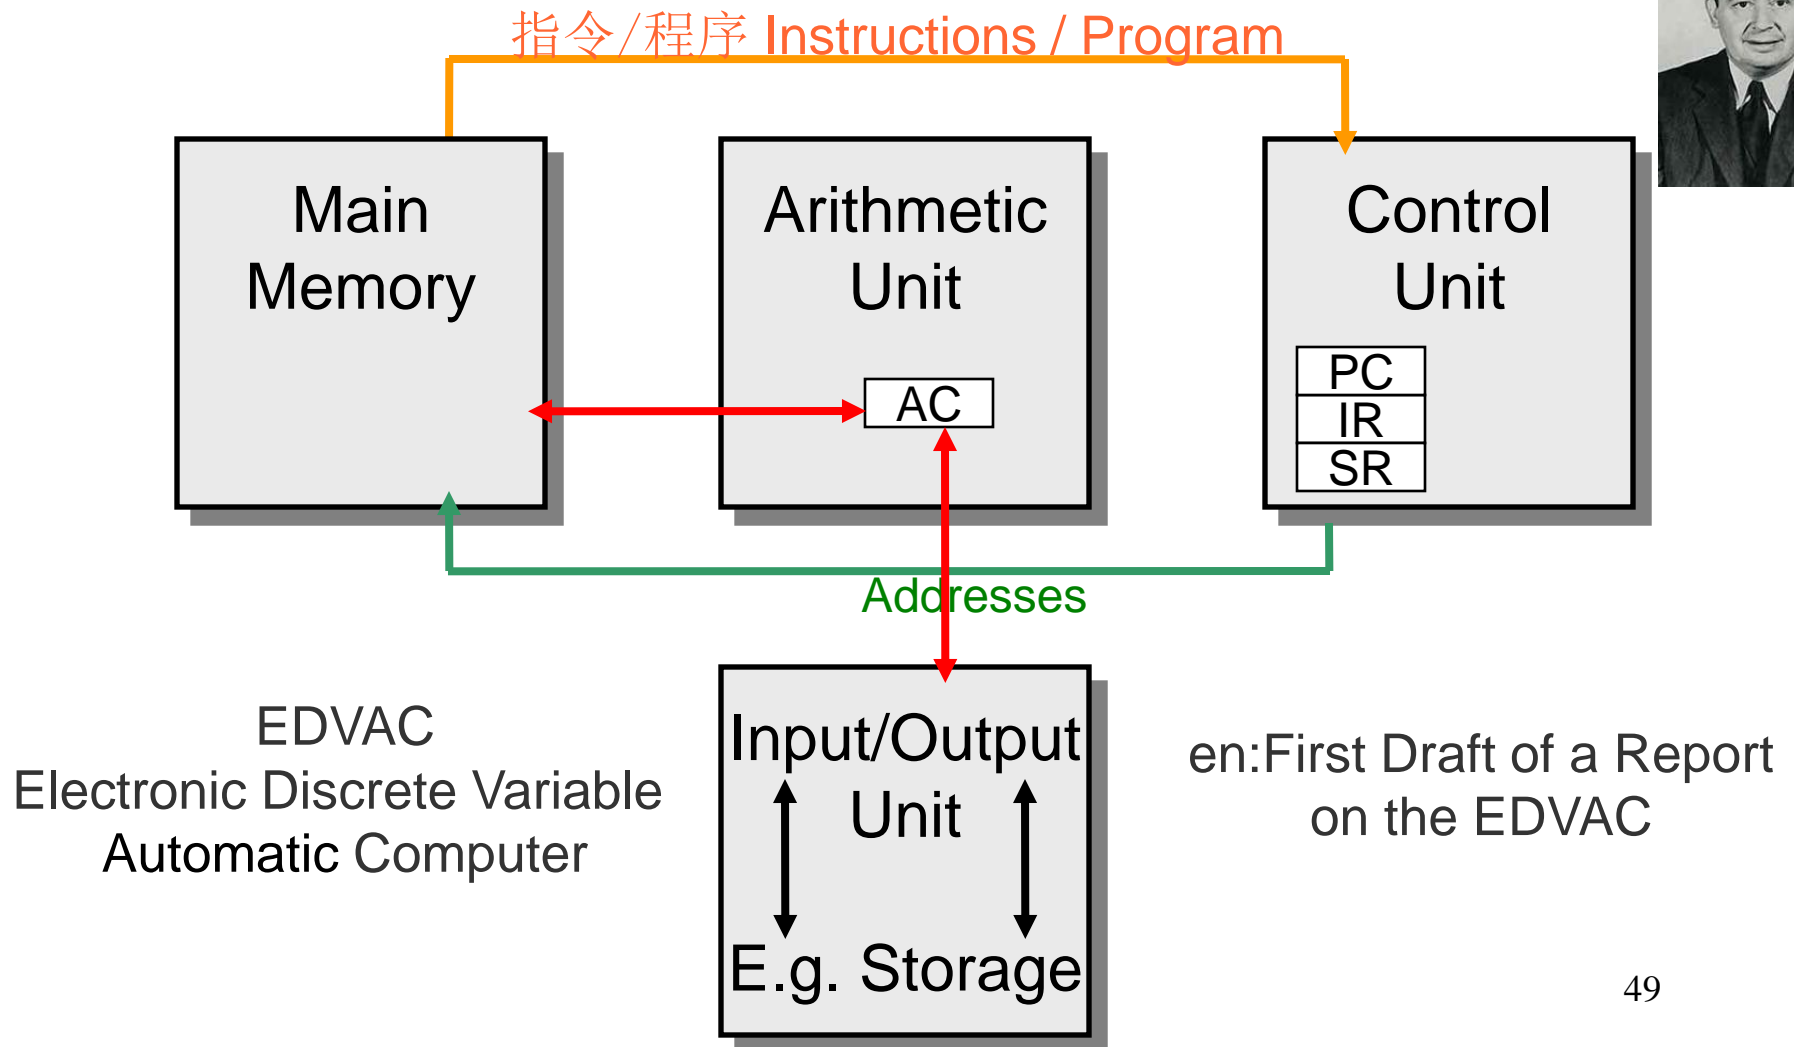 指令/程序 Instructions / Program
Main
Memory
Arithmetic
Unit
AC
Control
Unit
PC
IR
SR
Addresses
EDVAC
Electronic Discrete Variable
Automatic Computer
Input/Output
Unit
E.g. Storage
en:First Draft of a Report
on the EDVAC
49